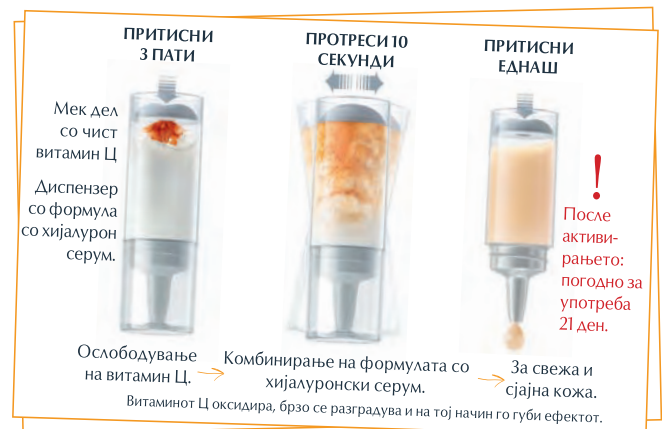 ПРИТИСНИ
3 ПАТИ
ПРОТРЕСИ 10
СЕКУНДИ
ПРИТИСНИ
ЕДНАШ
Мек дел
со чист
витамин Ц
Диспензер
со формула
со хијалурон
серум.
!
После
активи-
рањето:
погодно за
употреба
21 ден.
Ослободување
на витамин Ц.
Комбинирање на формулата со
хијалуронски серум.
За свежа и
сјајна кожа.
Витаминот Ц оксидира, брзо се разградува и на тој начин го губи ефектот.